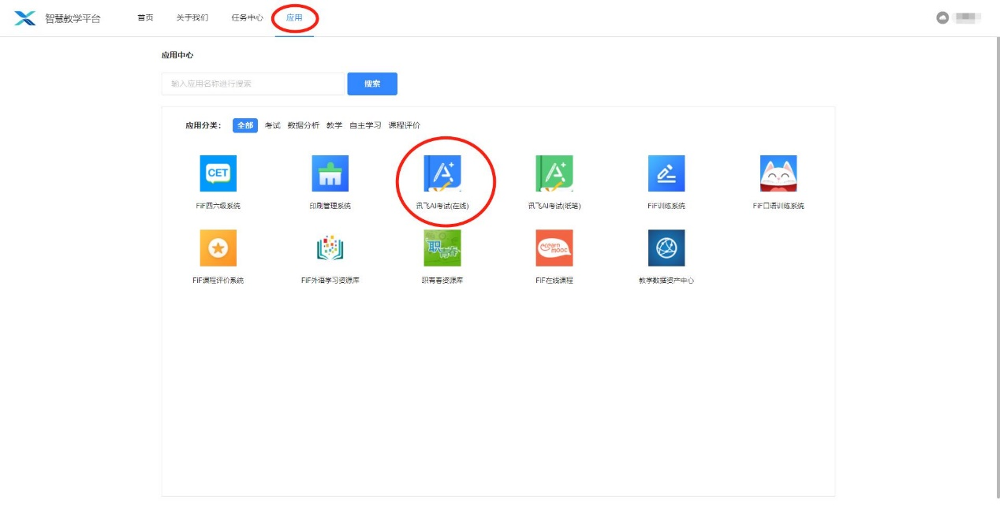 智慧教学平台 首页 关于我们 任务中心 应用
应用中心
输入应用名称进行搜索 搜索
应用分类： 全部 考试 数据分析 教学 自主学习 课程评价
CET
FiF四六级系统 印刷管理系统 讯飞AI考试(在线) 讯飞AI考试(纸笔) FiF训练系统 FiF口语训练系统
职青春 eLearn mooc
FiF课程评价系统 FiF外语学习资源库 职青春资源库 FiF在线课程 教学数据资产中心